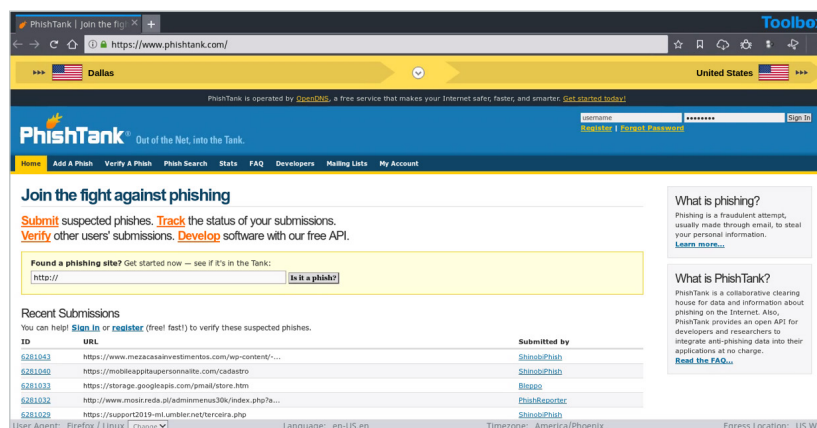 PhishTank | Join the fig
Toolbo
https://www.phishtank.com/
Dallas
United States
PhishTank is operated by OpenDNS, a free service that makes your Internet safer, faster, and smarter. Get started today!
username
Sign In
Register | Forgot Password
PhishTank® Out of the Net, into the Tank.
Home Add A Phish Verify A Phish Phish Search Stats FAQ Developers Mailing Lists My Account
Join the fight against phishing
Submit suspected phishes. Track the status of your submissions.
Verify other users' submissions. Develop software with our free API.
Found a phishing site? Get started now — see if it's in the Tank:
http:// Is it a phish?
Recent Submissions
You can help! Sign in or register (free! fast!) to verify these suspected phishes.
ID URL Submitted by
6281043 https://www.mezacasainvestimentos.com/wp-content/-... ShinobiPhish
6281040 https://mobileappitaupersonnalite.com/cadastro ShinobiPhish
6281033 https://storage.googleapis.com/pmail/store.htm Bleppo
6281032 http://www.mosir.reda.pl/adminmenus30k/index.php?a... PhishReporter
6281029 https://support2019-ml.umbler.net/terceira.php ShinobiPhish
What is phishing?
Phishing is a fraudulent attempt,
usually made through email, to steal
your personal information.
Learn more...
What is PhishTank?
PhishTank is a collaborative clearing
house for data and information about
phishing on the Internet. Also,
PhishTank provides an open API for
developers and researchers to
integrate anti-phishing data into their
applications at no charge.
Read the FAQ...
User Agent: Firefox / Linux Change Language: en-US,en Timezone: America/Phoenix Egress Location: US W